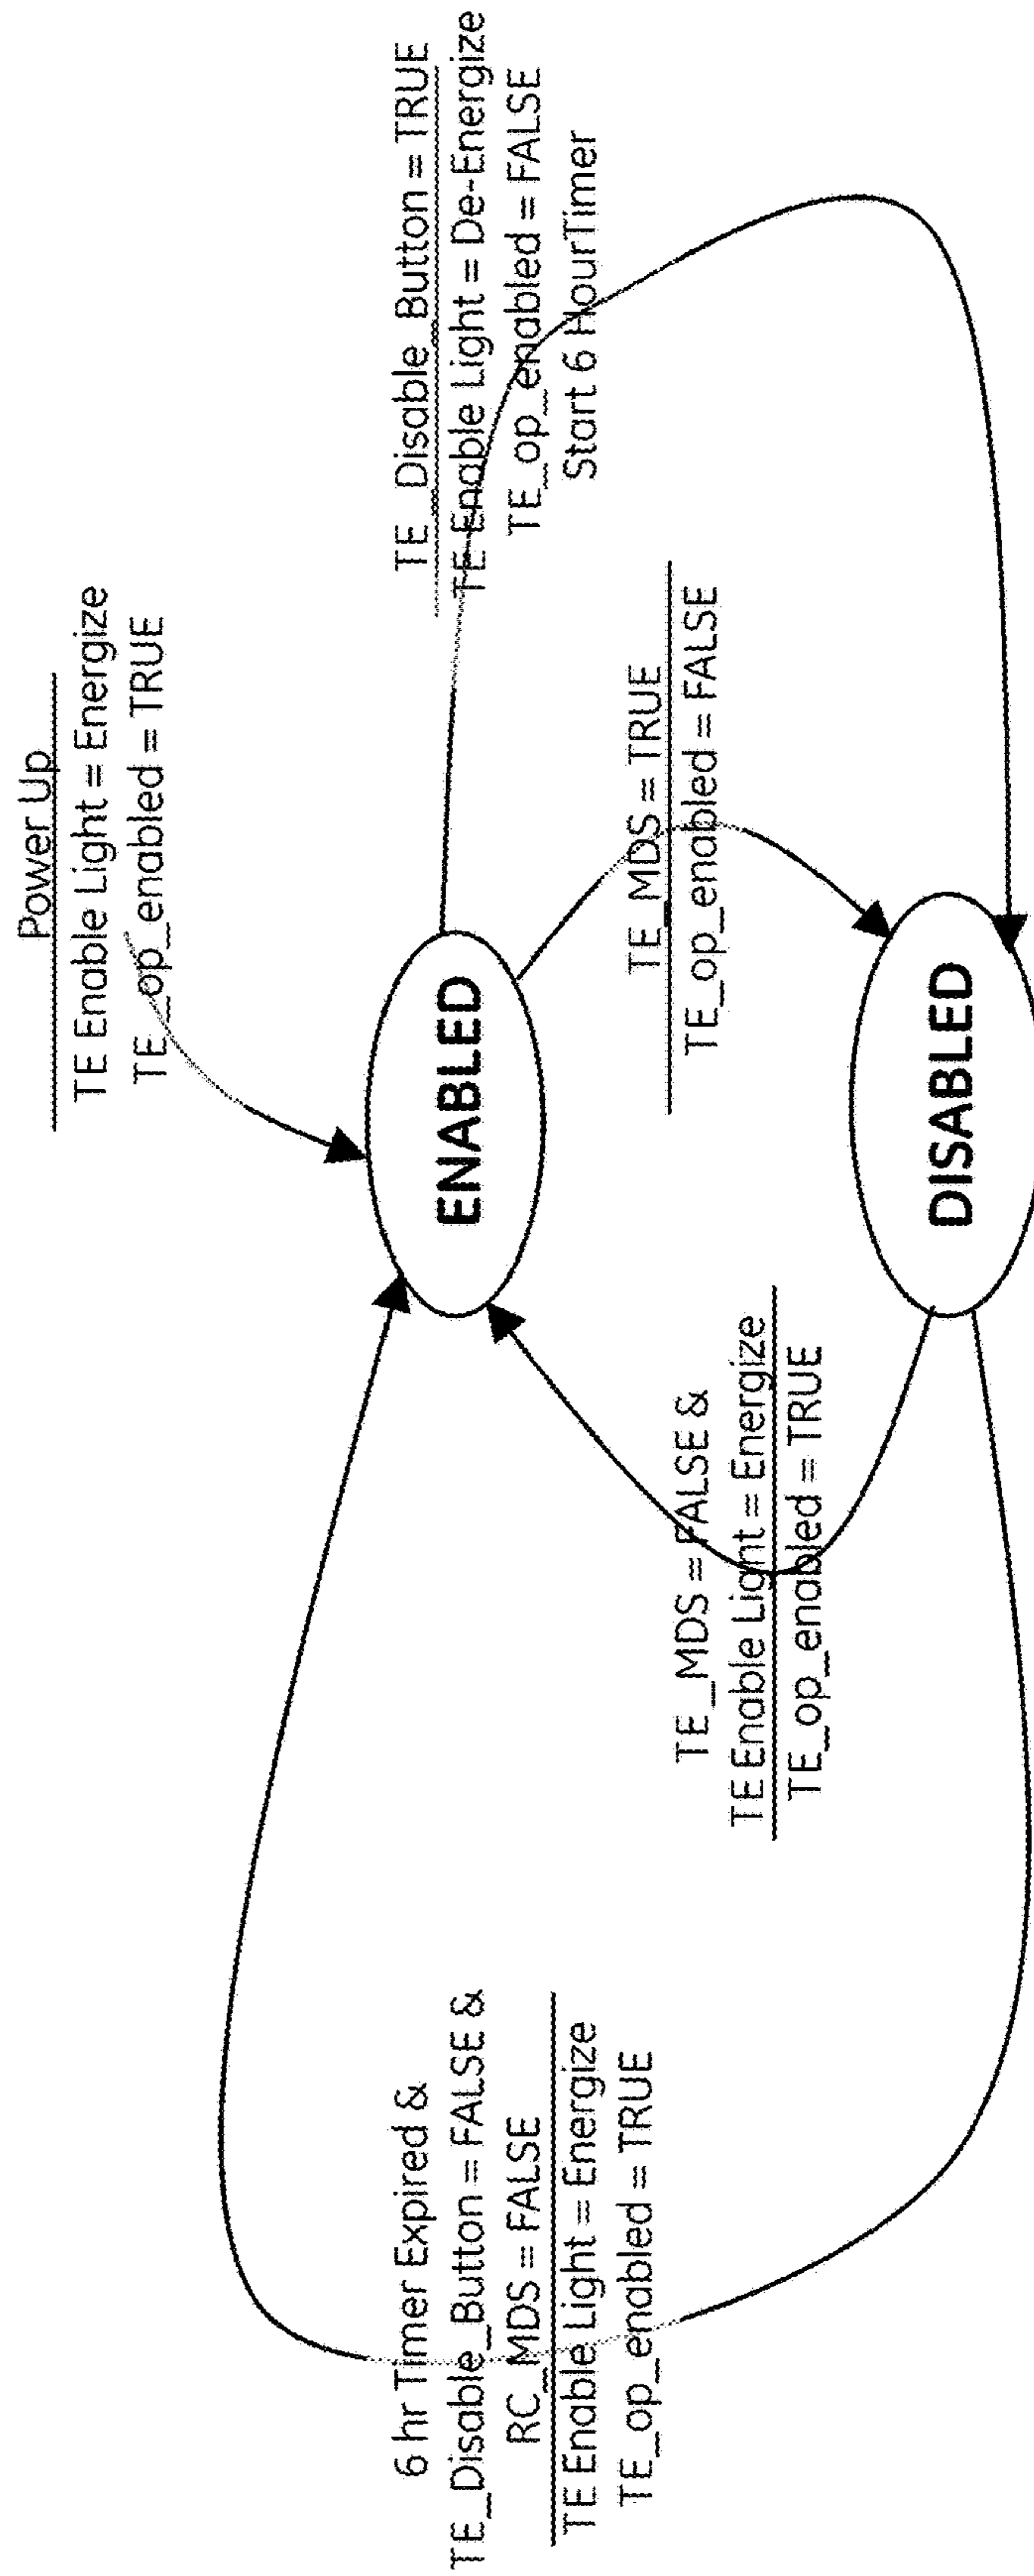 Power Up
TE Enable Light = Energize
TE_op_enabled = TRUE
6 hr Timer Expired &
TE_Disable_Button = FALSE &
RC_MDS = FALSE
TE Enable Light = Energize
TE_op_enabled = TRUE
ENABLED
TE_Disable_Button = TRUE
TE Enable Light = De-Energize
TE_op_enabled = FALSE
Start 6 HourTimer
TE_MDS = FALSE &
TE Enable Light = Energize
TE_op_enabled = TRUE
TE_MDS = TRUE
TE_op_enabled = FALSE
DISABLED